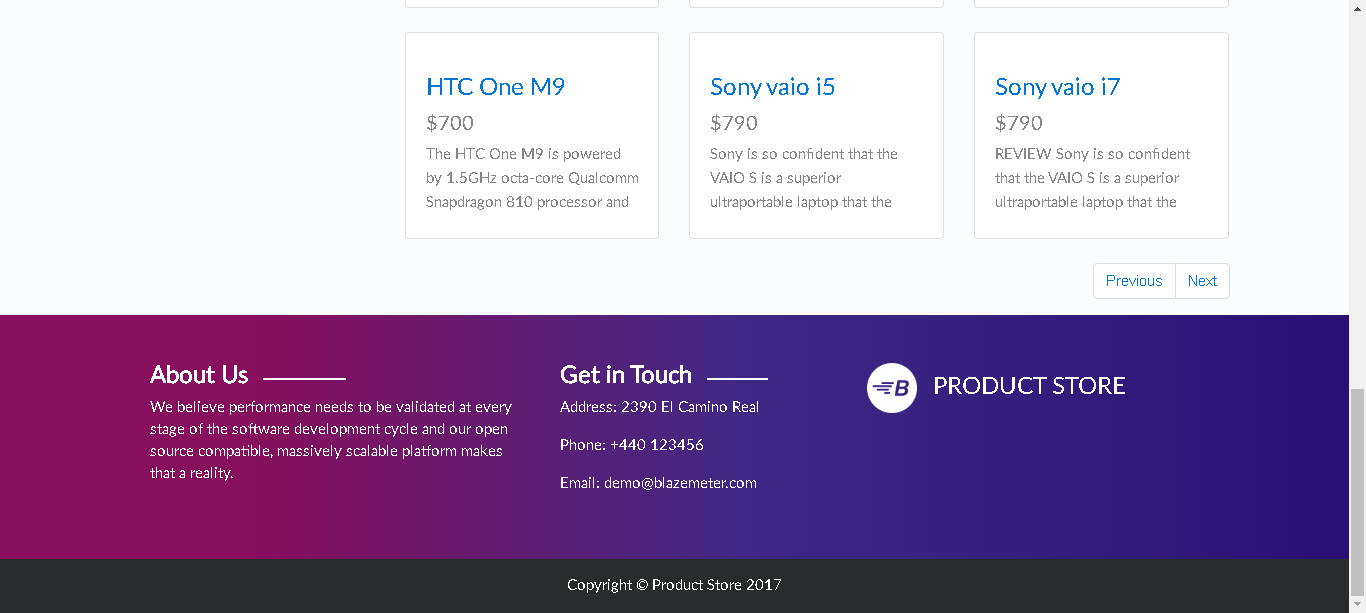 HTC One M9
$700
The HTC One M9 is powered
by 1.5GHz octa-core Qualcomm
Snapdragon 810 processor and
Sony vaio i5
$790
Sony is so confident that the
VAIO S is a superior
ultraportable laptop that the
Sony vaio i7
$790
REVIEW Sony is so confident
that the VAIO S is a superior
ultraportable laptop that the
Previous
Next
About Us
We believe performance needs to be validated at every
stage of the software development cycle and our open
source compatible, massively scalable platform makes
that a reality.
Get in Touch
Address: 2390 El Camino Real
Phone: +440 123456
Email: demo@blazemeter.com
B
PRODUCT STORE
Copyright © Product Store 2017